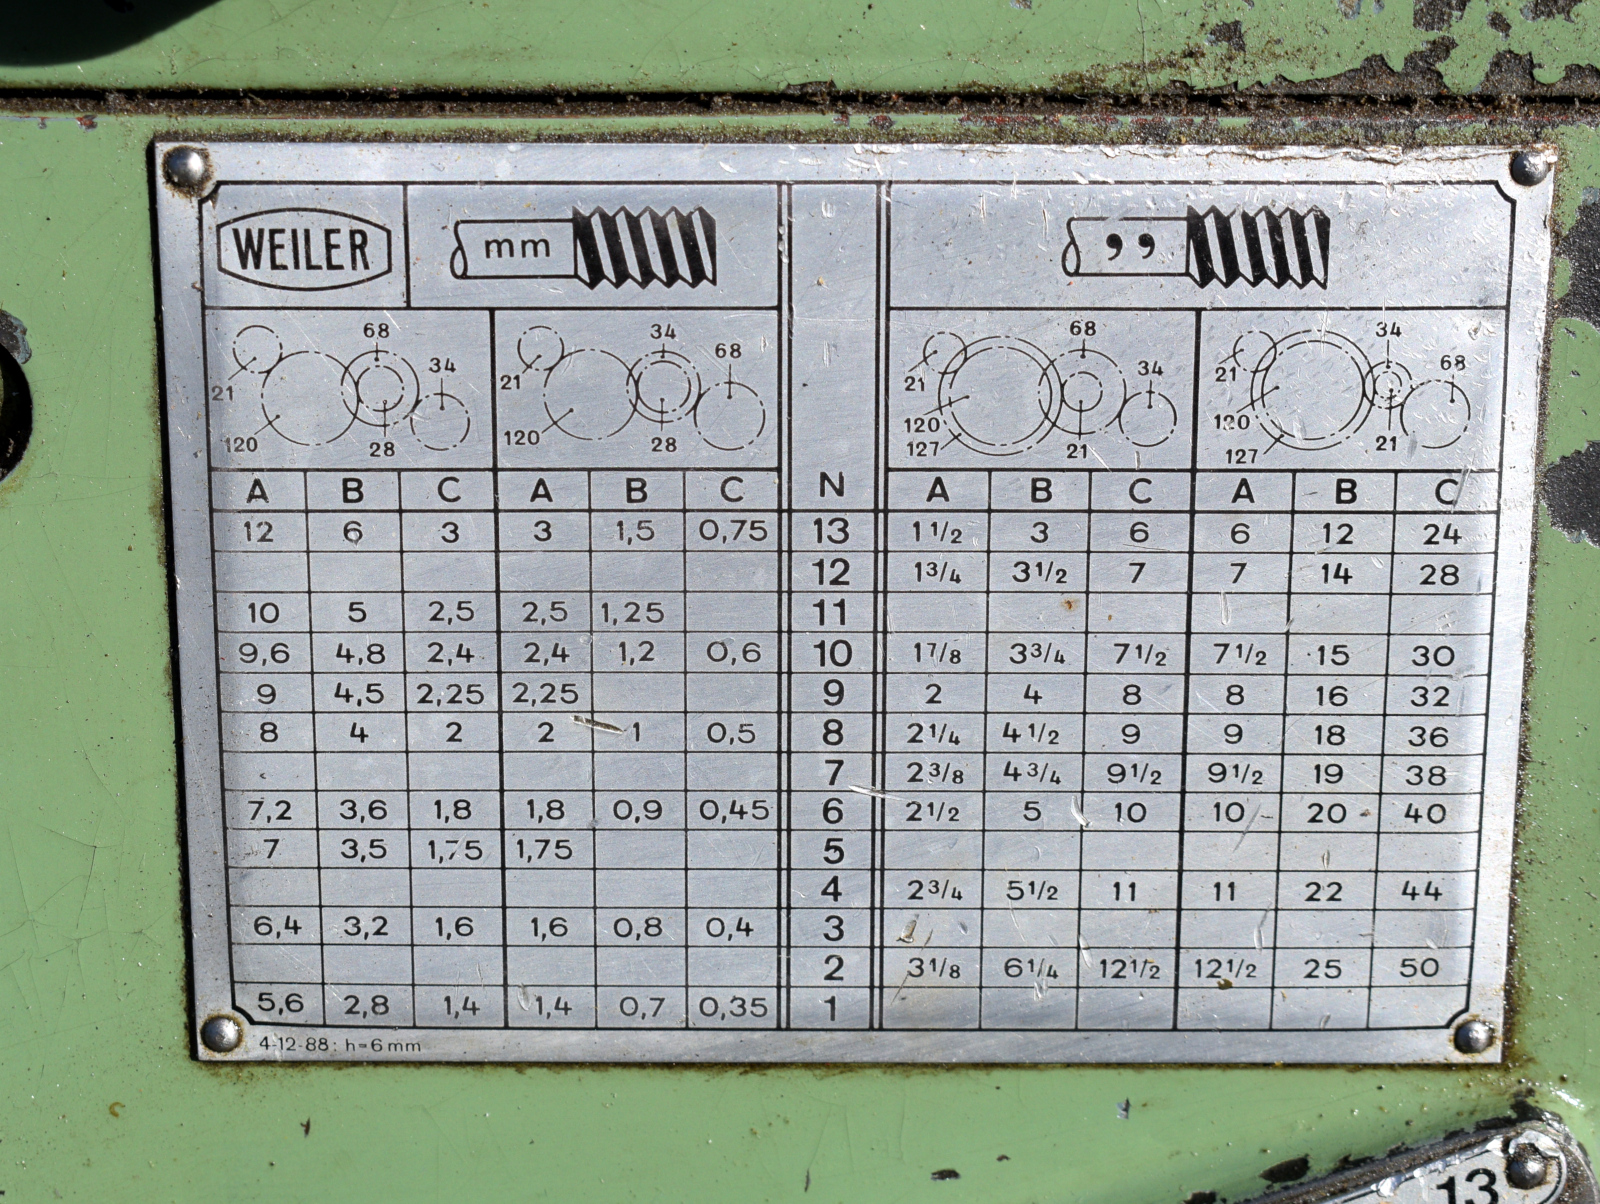 WEILER mm ,,
68 34 68 34
34 68 34 68
21 21 21 21
120 28 120 28 120 127 21 120 127 21
A B C A B C N A B C A B C
12 6 3 3 1,5 0,75 13 1 1/2 3 6 6 12 24
12 1 3/4 3 1/2 7 7 14 28
10 5 2,5 2,5 1,25 11
9,6 4,8 2,4 2,4 1,2 0,6 10 1 7/8 3 3/4 7 1/2 7 1/2 15 30
9 4,5 2,25 2,25 9 2 4 8 8 16 32
8 4 2 2 1 0,5 8 2 1/4 4 1/2 9 9 18 36
7 2 3/8 4 3/4 9 1/2 9 1/2 19 38
7,2 3,6 1,8 1,8 0,9 0,45 6 2 1/2 5 10 10 20 40
7 3,5 1,75 1,75 5
4 2 3/4 5 1/2 11 11 22 44
6,4 3,2 1,6 1,6 0,8 0,4 3
2 3 1/8 6 1/4 12 1/2 12 1/2 25 50
5,6 2,8 1,4 1,4 0,7 0,35 1
4-12-88: h=6mm
13